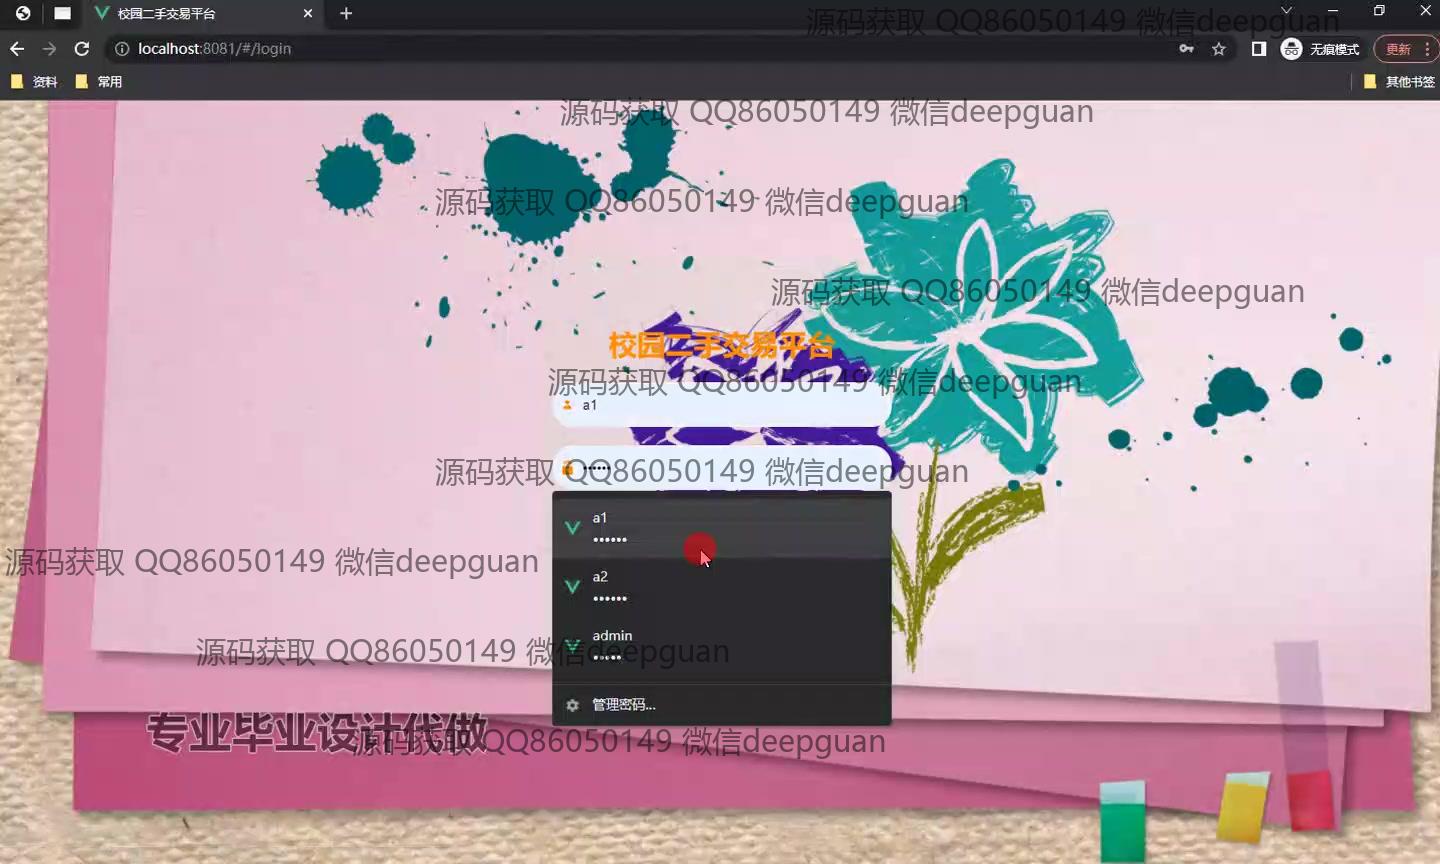 校园二手交易平台
源码获取 QQ86050149 微信deepguan
localhost:8081/#/login
无痕模式
更新
资料
常用
其他书签
源码获取 QQ86050149 微信deepguan
源码获取 QQ86050149 微信deepguan
源码获取 QQ86050149 微信deepguan
校园二手交易平台
源码获取 QQ86050149 微信deepguan
a1
源码获取 QQ86050149 微信deepguan
••••••
a1
••••••
源码获取 QQ86050149 微信deepguan
a2
••••••
admin
•••••
源码获取 QQ86050149 微信deepguan
管理密码...
专业毕业设计代做
源码获取 QQ86050149 微信deepguan